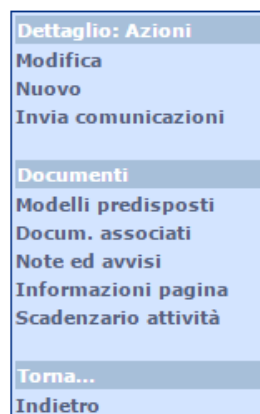 Dettaglio: Azioni
Modifica
Nuovo
Invia comunicazioni
Documenti
Modelli predisposti
Docum. associati
Note ed avvisi
Informazioni pagina
Scadenzario attività
Torna...
Indietro